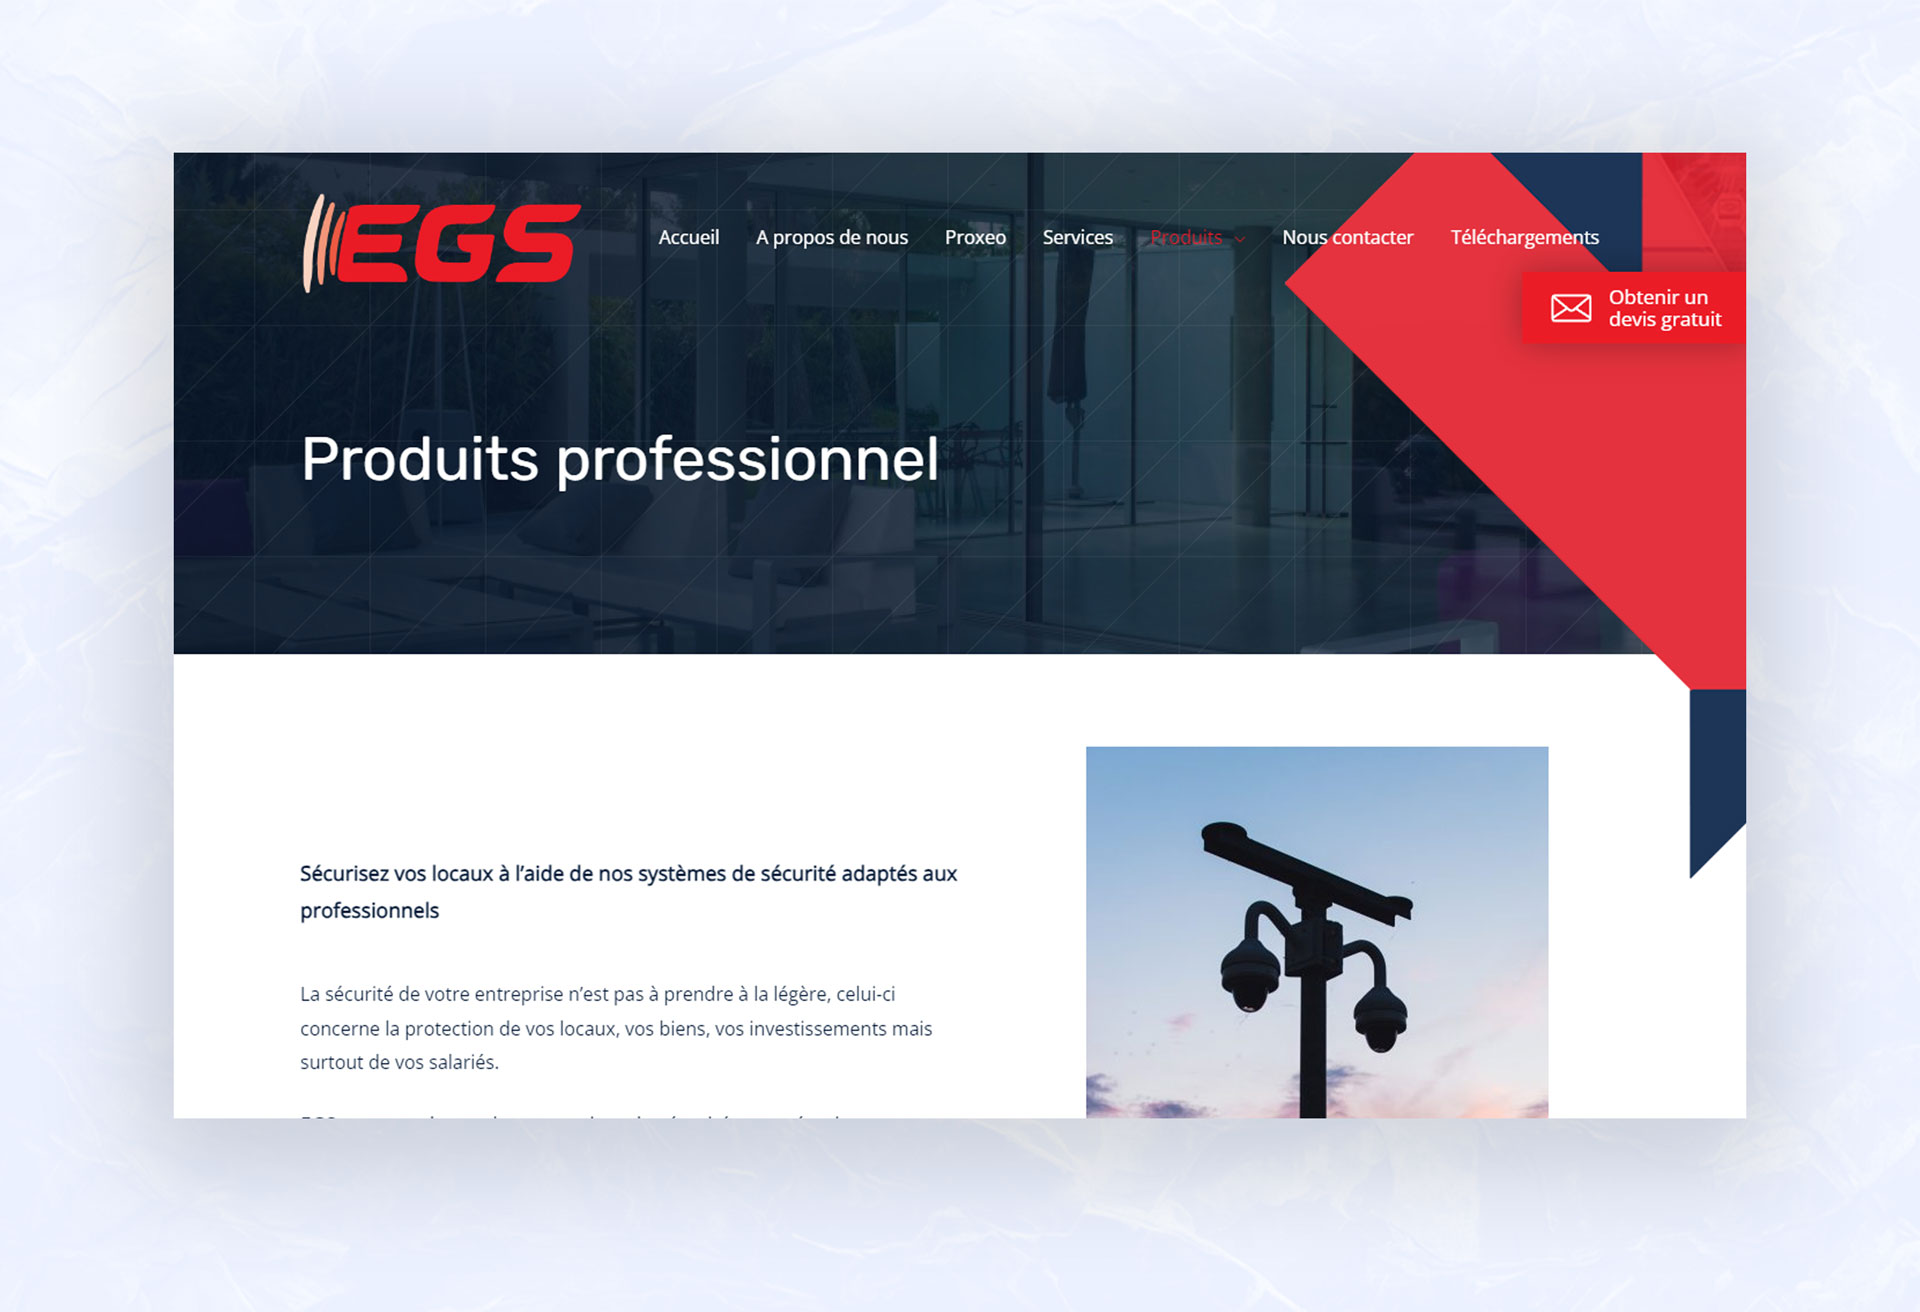 EGS
Accueil A propos de nous Proxeo Services Produits Nous contacter Téléchargements
Obtenir un
devis gratuit
Produits professionnel
Sécurisez vos locaux à l’aide de nos systèmes de sécurité adaptés aux
professionnels
La sécurité de votre entreprise n’est pas à prendre à la légère, celui-ci
concerne la protection de vos locaux, vos biens, vos investissements mais
surtout de vos salariés.